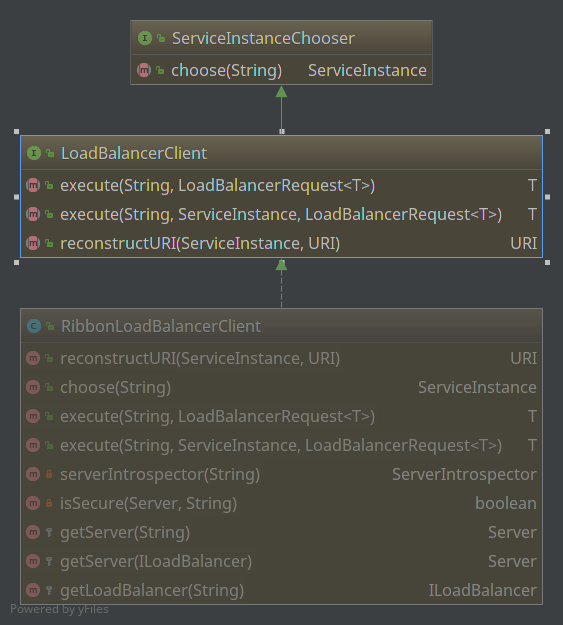 ServiceInstanceChooser
choose(String) ServiceInstance
LoadBalancerClient
execute(String, LoadBalancerRequest<T>) T
execute(String, ServiceInstance, LoadBalancerRequest<T>) T
reconstructURI(ServiceInstance, URI) URI
RibbonLoadBalancerClient
reconstructURI(ServiceInstance, URI) URI
choose(String) ServiceInstance
execute(String, LoadBalancerRequest<T>) T
execute(String, ServiceInstance, LoadBalancerRequest<T>) T
serverIntrospector(String) ServerIntrospector
isSecure(Server, String) boolean
getServer(String) Server
getServer(ILoadBalancer) Server
getLoadBalancer(String) ILoadBalancer
Powered by yFiles